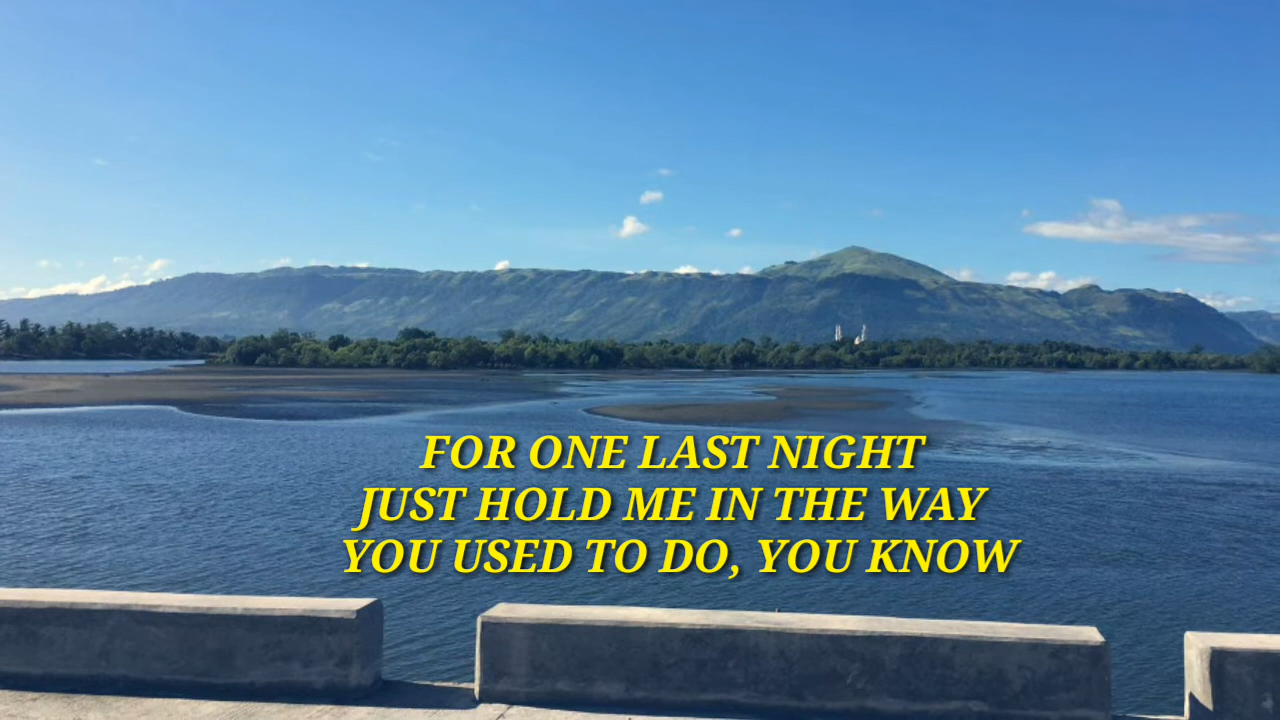 FOR ONE LAST NIGHT
JUST HOLD ME IN THE WAY
YOU USED TO DO, YOU KNOW